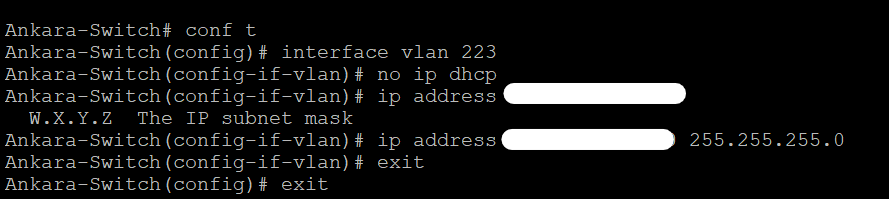 Ankara-Switch# conf t
Ankara-Switch(config)# interface vlan 223
Ankara-Switch(config-if-vlan)# no ip dhcp
Ankara-Switch(config-if-vlan)# ip address
W.X.Y.Z  The IP subnet mask
Ankara-Switch(config-if-vlan)# ip address 255.255.255.0
Ankara-Switch(config-if-vlan)# exit
Ankara-Switch(config)# exit